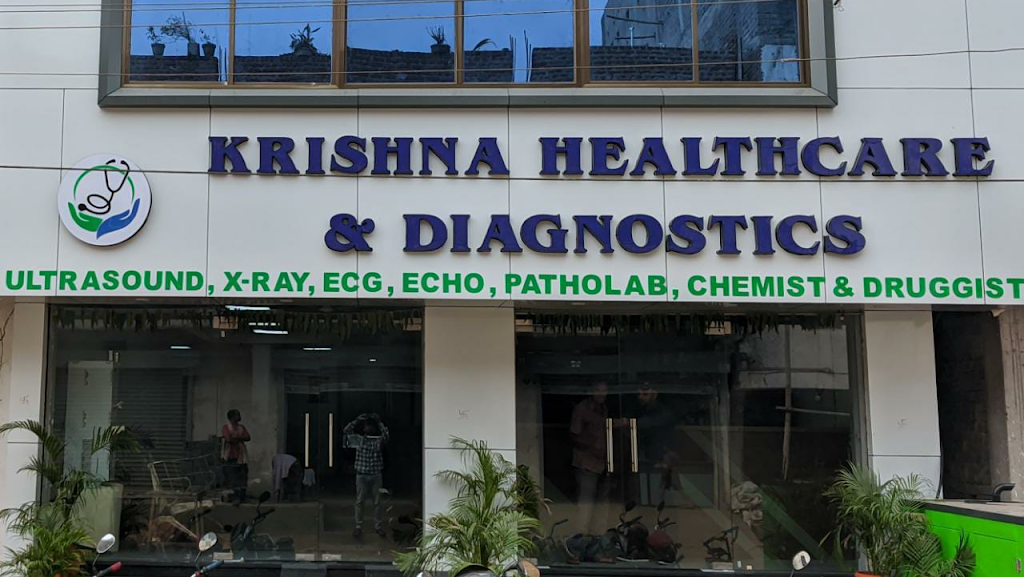 KRISHNA HEALTHCARE
& DIAGNOSTICS
ULTRASOUND, X-RAY, ECG, ECHO, PATHOLAB, CHEMIST & DRUGGIST